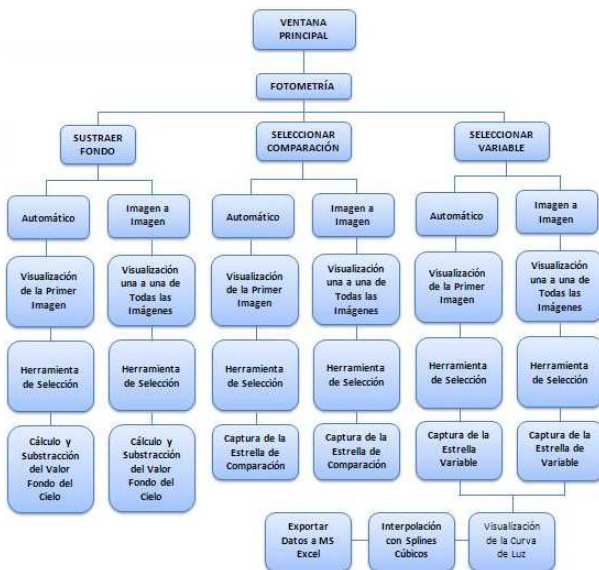 VENTANA
PRINCIPAL
FOTOMETRÍA
SUSTRAER
FONDO
SELECCIONAR
COMPARACIÓN
SELECCIONAR
VARIABLE
Automático
Imagen a
Imagen
Automático
Imagen a
Imagen
Automático
Imagen a
Imagen
Visualización
de la Primer
Imagen
Visualización
una a una de
Todas las
Imágenes
Visualización
de la Primer
Imagen
Visualización
una a una de
Todas las
Imágenes
Visualización
de la Primer
Imagen
Visualización
una a una de
Todas las
Imágenes
Herramienta
de Selección
Herramienta
de Selección
Herramienta
de Selección
Herramienta
de Selección
Herramienta
de Selección
Herramienta
de Selección
Cálculo y
Substracción
del Valor
Fondo del
Cielo
Cálculo y
Substracción
del Valor
Fondo del
Cielo
Captura de la
Estrella de
Comparación
Captura de la
Estrella de
Comparación
Captura de la
Estrella
Variable
Captura de la
Estrella de
Variable
Exportar
Datos a MS
Excel
Interpolación
con Splines
Cúbicos
Visualización
de la Curva
de Luz